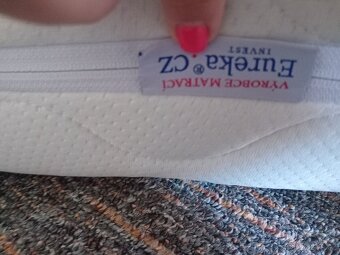 VÝROBCE MATRACÍ
Eureka®.CZ
INVEST